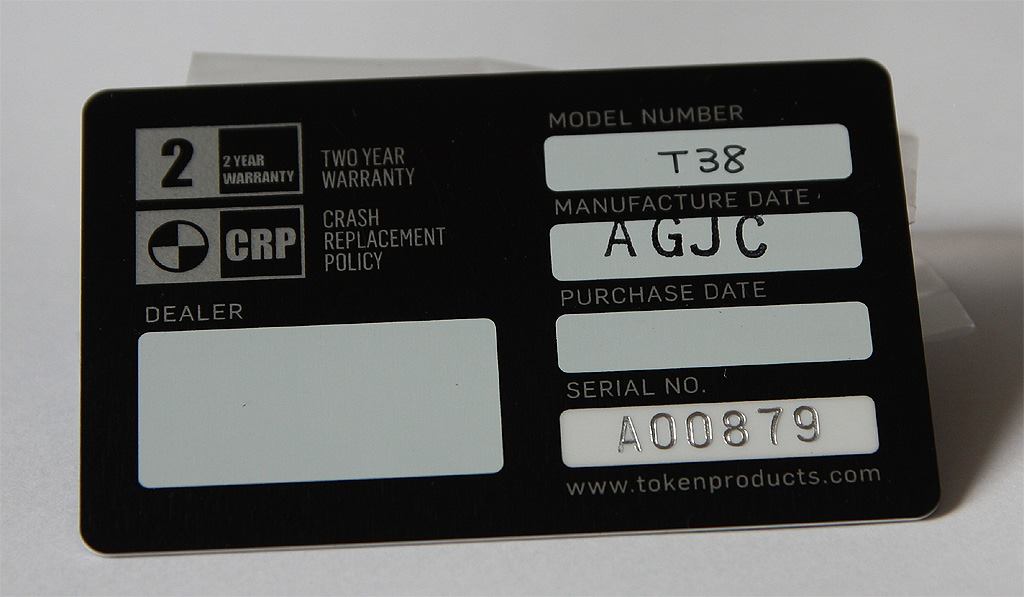 2
2 YEAR
WARRANTY
TWO YEAR
WARRANTY
CRP
CRASH
REPLACEMENT
POLICY
DEALER
MODEL NUMBER
T38
MANUFACTURE DATE
AGJC
PURCHASE DATE
SERIAL NO.
A00879
www.tokenproducts.com